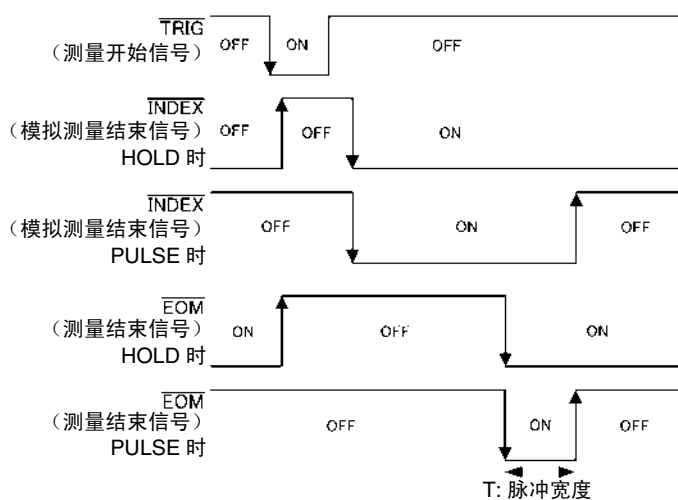 TRIG
(测量开始信号)
OFF ON OFF
INDEX
(模拟测量结束信号)
HOLD 时
OFF OFF ON
INDEX
(模拟测量结束信号)
PULSE 时
OFF ON OFF
EOM
(测量结束信号)
HOLD 时
ON OFF ON
EOM
(测量结束信号)
PULSE 时
OFF ON OFF
T: 脉冲宽度